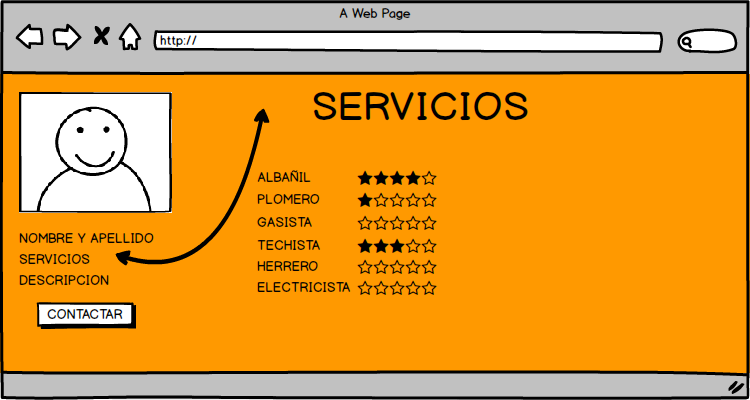 A Web Page
http://
SERVICIOS
ALBAÑIL
PLOMERO
GASISTA
TECHISTA
HERRERO
ELECTRICISTA
NOMBRE Y APELLIDO
SERVICIOS
DESCRIPCION
CONTACTAR